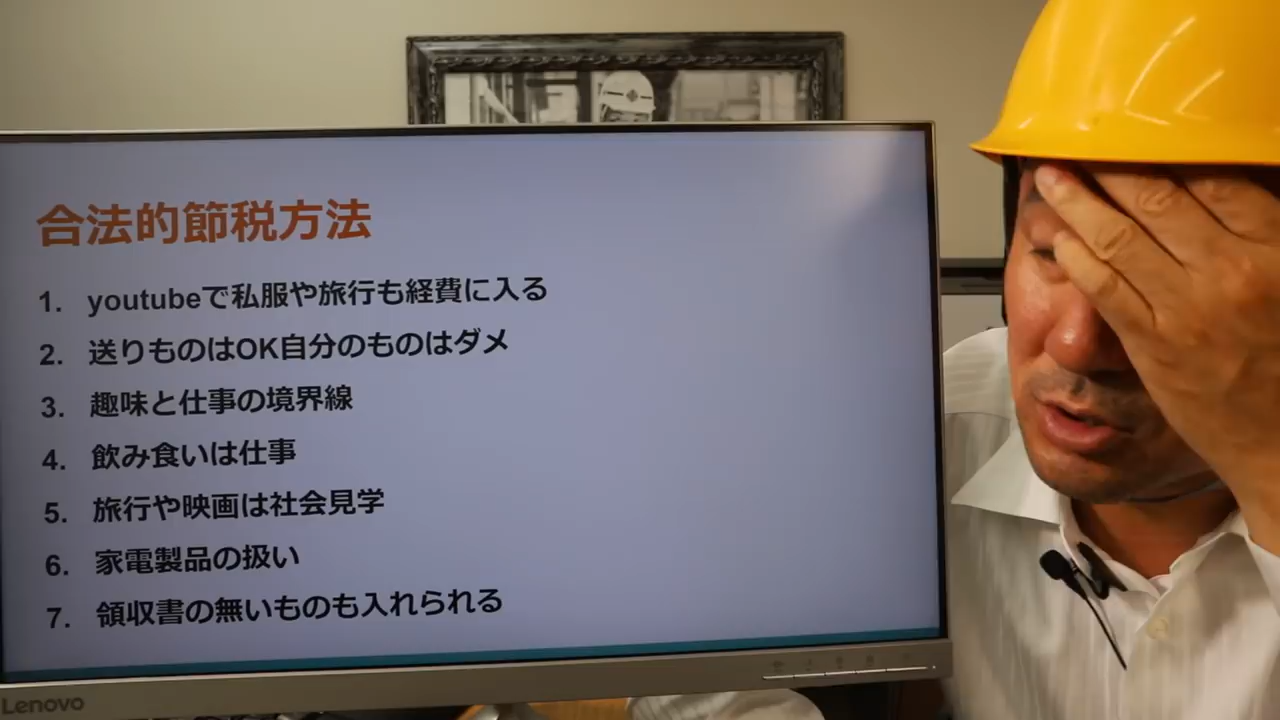 合法的節税方法
1. youtubeで私服や旅行も経費に入る
2. 送りものはOK自分のものはダメ
3. 趣味と仕事の境界線
4. 飲み食いは仕事
5. 旅行や映画は社会見学
6. 家電製品の扱い
7. 領収書の無いものも入れられる
Lenovo